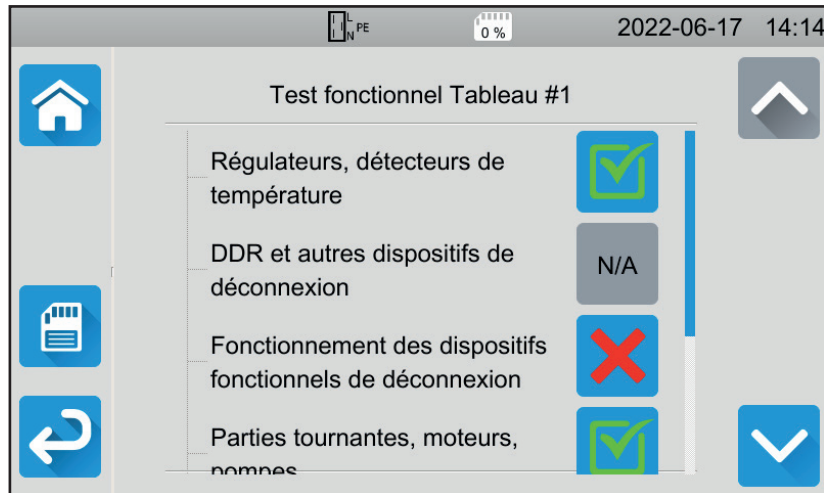 L
N PE
0 %
2022-06-17 14:14
Test fonctionnel Tableau #1
Régulateurs, détecteurs de
température
DDR et autres dispositifs de
déconnexion
N/A
Fonctionnement des dispositifs
fonctionnels de déconnexion
Parties tournantes, moteurs,
pompes